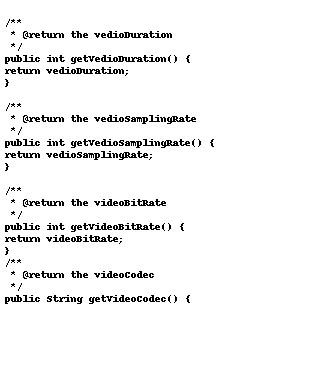 /**
 * @return the vedioDuration
 */
public int getVedioDuration() {
return vedioDuration;
}
/**
 * @return the vedioSamplingRate
 */
public int getVedioSamplingRate() {
return vedioSamplingRate;
}
/**
 * @return the videoBitRate
 */
public int getVideoBitRate() {
return videoBitRate;
}
/**
 * @return the videoCodec
 */
public String getVideoCodec() {